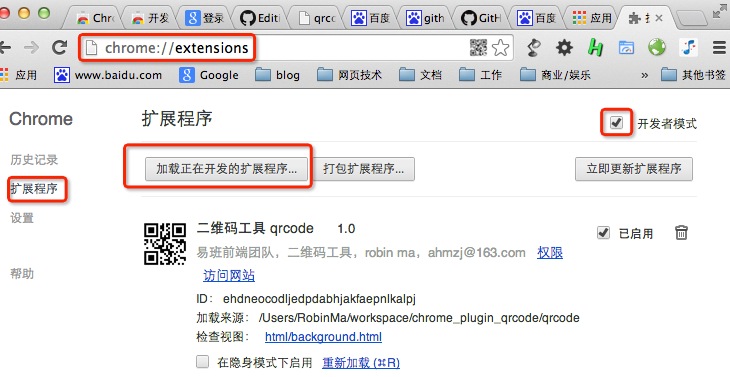 Chro 开发 登录 Editi qrco 百度 gith GitH 百度 应用 扌
chrome://extensions
应用 www.baidu.com Google blog 网页技术 文档 工作 商业/娱乐 » 其他书签
Chrome 扩展程序 开发者模式
历史记录
加载正在开发的扩展程序... 打包扩展程序... 立即更新扩展程序
扩展程序
设置
二维码工具 qrcode 1.0 已启用
易班前端团队，二维码工具，robin ma，ahmzj@163.com 权限
帮助
访问网站
ID： ehdneocodljedpdabhjakfaepnlkalpj
加载来源： /Users/RobinMa/workspace/chrome_plugin_qrcode/qrcode
检查视图： html/background.html
在隐身模式下启用 重新加载 (⌘R)